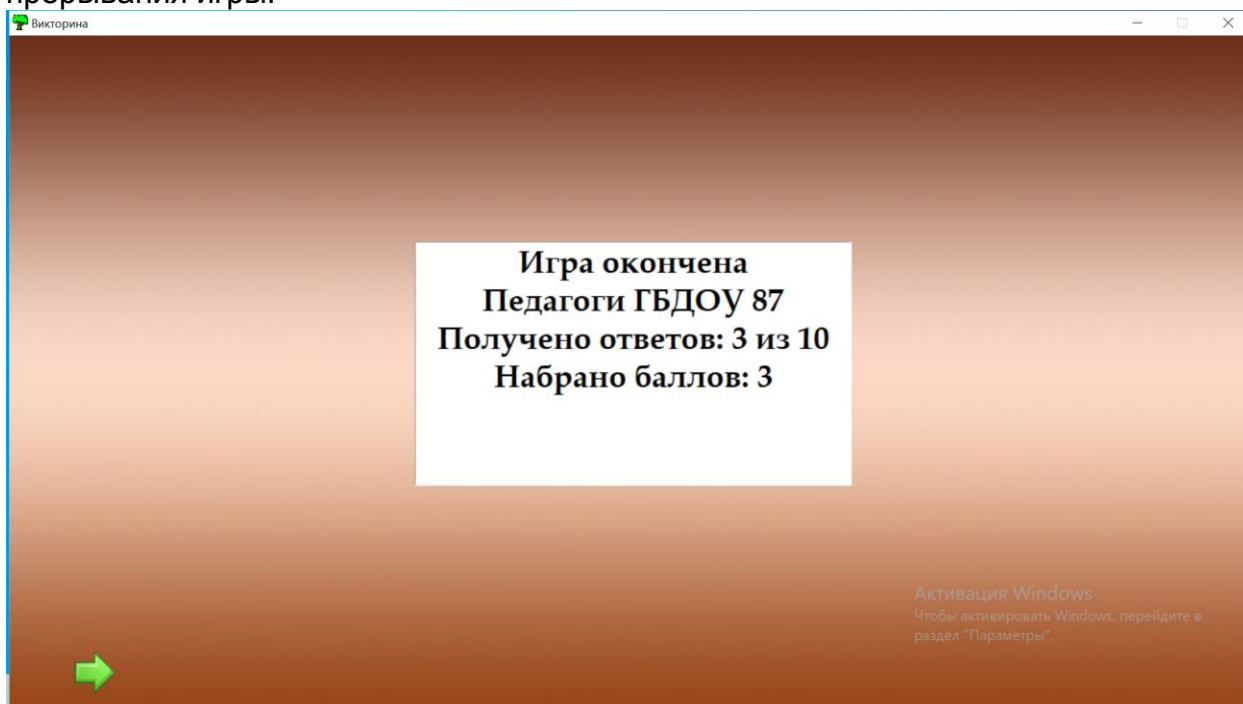 прерывания игры.
Викторина
Игра окончена
Педагоги ГБДОУ 87
Получено ответов: 3 из 10
Набрано баллов: 3
Активация Windows
Чтобы активировать Windows, перейдите в
раздел "Параметры".